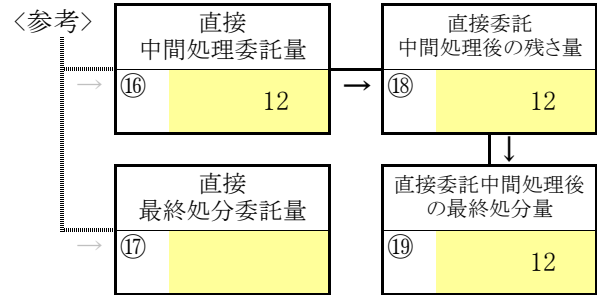 〈参考〉
直接
中間処理委託量
⑯
12
→
→
直接委託
中間処理後の残さ量
⑱
12
↓
直接
最終処分委託量
⑰
→
直接委託中間処理後
の最終処分量
⑲
12